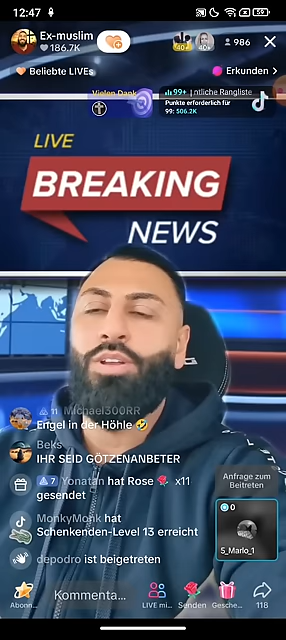 12:47
59
Ex-muslim
186.7K
40+
40+
986
Beliebte LIVEs
Erkunden >
Vielen Dank
99+ | ntliche Rangliste
Punkte erforderlich für
99: 506.2K
LIVE
BREAKING
NEWS
11 Michael300RR
Engel in der Höhle 🤣
Beks
IHR SEID GÖTZENANBETER
7 Yonatan hat Rose 🌹 x11
gesendet
Anfrage zum
Beitreten
MonkyMonk hat
Schenkenden-Level 13 erreicht
0
S_Marlo_1
depodro ist beigetreten
Abonn...
Kommenta...
LIVE mi...
Senden
Gesche...
118